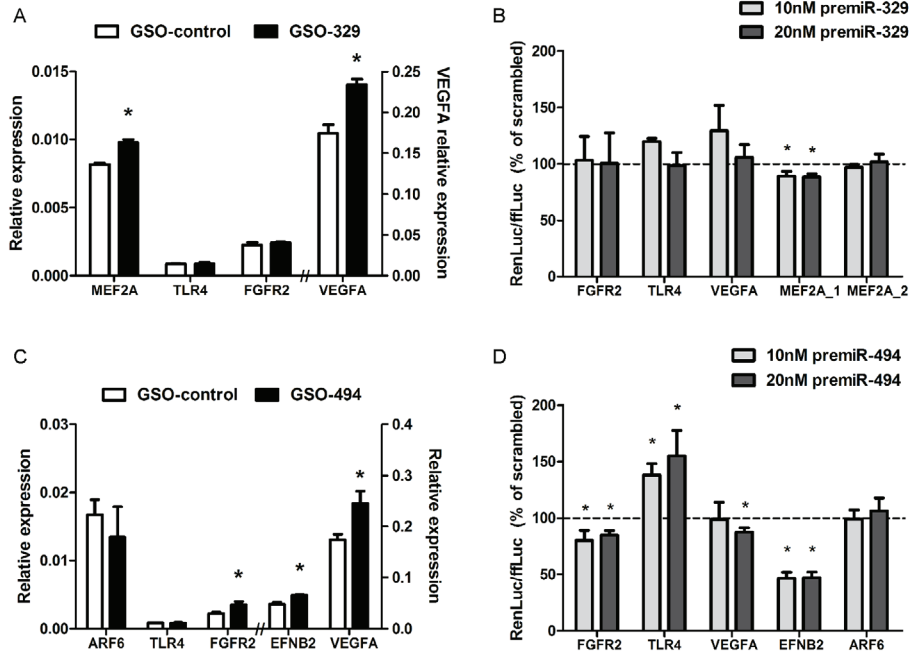 A
GSO-control GSO-329
Relative expression
0.015
0.010
0.005
0.000
0.25
0.20
0.15
0.10
0.05
0.00
VEGFA relative expression
* *
MEF2A TLR4 FGFR2 // VEGFA
B
10nM premiR-329
20nM premiR-329
RenLuc/ffLuc (% of scrambled)
200
150
100
50
0
* *
FGFR2 TLR4 VEGFA MEF2A_1 MEF2A_2
C
GSO-control GSO-494
Relative expression
0.03
0.02
0.01
0.00
0.4
0.3
0.2
0.1
0.0
Relative expression
* * *
ARF6 TLR4 FGFR2 // EFNB2 VEGFA
D
10nM premiR-494
20nM premiR-494
RenLuc/ffLuc (% of scrambled)
200
150
100
50
0
* * * * * * *
FGFR2 TLR4 VEGFA EFNB2 ARF6